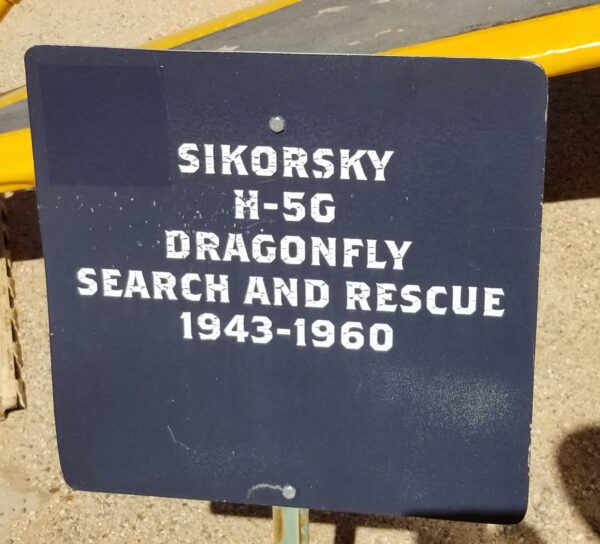 SIKORSKY
H-5G
DRAGONFLY
SEARCH AND RESCUE
1943-1960